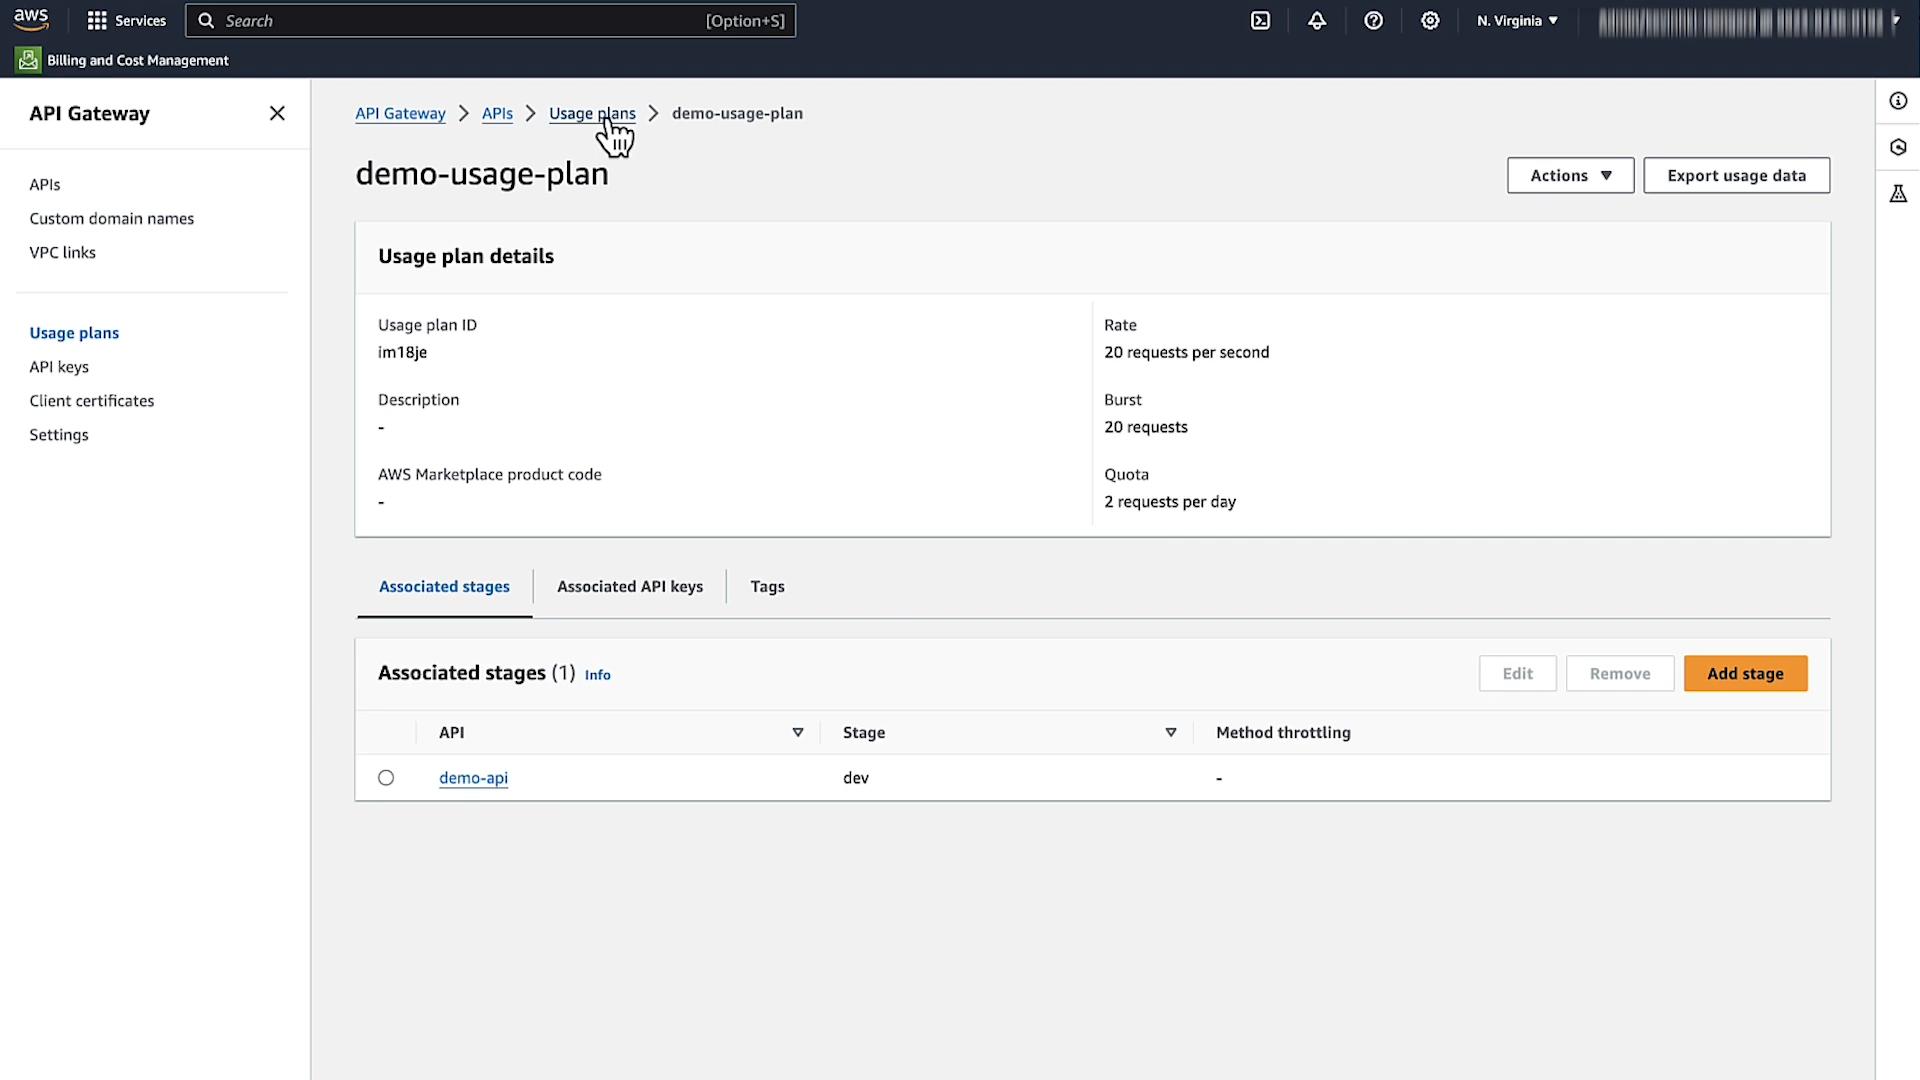 aws
Services
Search
[Option+S]
N. Virginia
Billing and Cost Management
API Gateway
APIs
Custom domain names
VPC links
Usage plans
API keys
Client certificates
Settings
API Gateway
APIs
Usage plans
demo-usage-plan
demo-usage-plan
Actions
Export usage data
Usage plan details
Usage plan ID
im18je
Description
-
AWS Marketplace product code
-
Rate
20 requests per second
Burst
20 requests
Quota
2 requests per day
Associated stages
Associated API keys
Tags
Associated stages (1) Info
Edit
Remove
Add stage
API
Stage
Method throttling
demo-api
dev
-